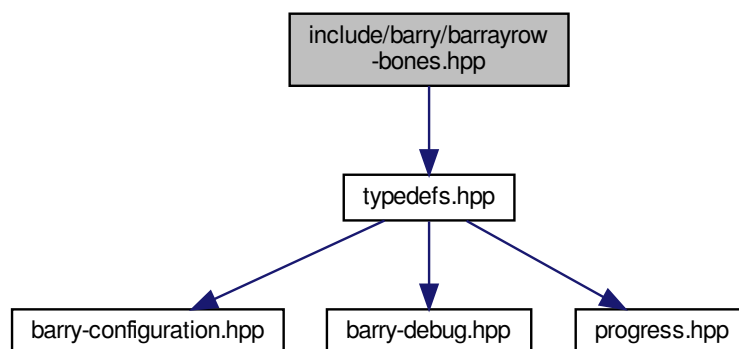 include/barry/barrayrow
-bones.hpp
typedefs.hpp
barry-configuration.hpp
barry-debug.hpp
progress.hpp